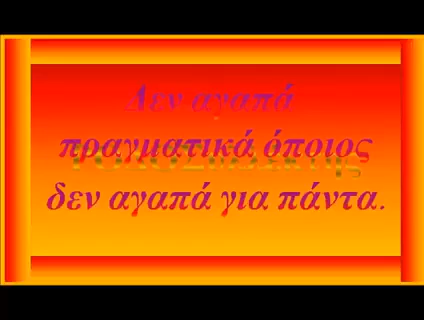 Δεν αγαπά
πραγματικά όποιος
δεν αγαπά για πάντα.